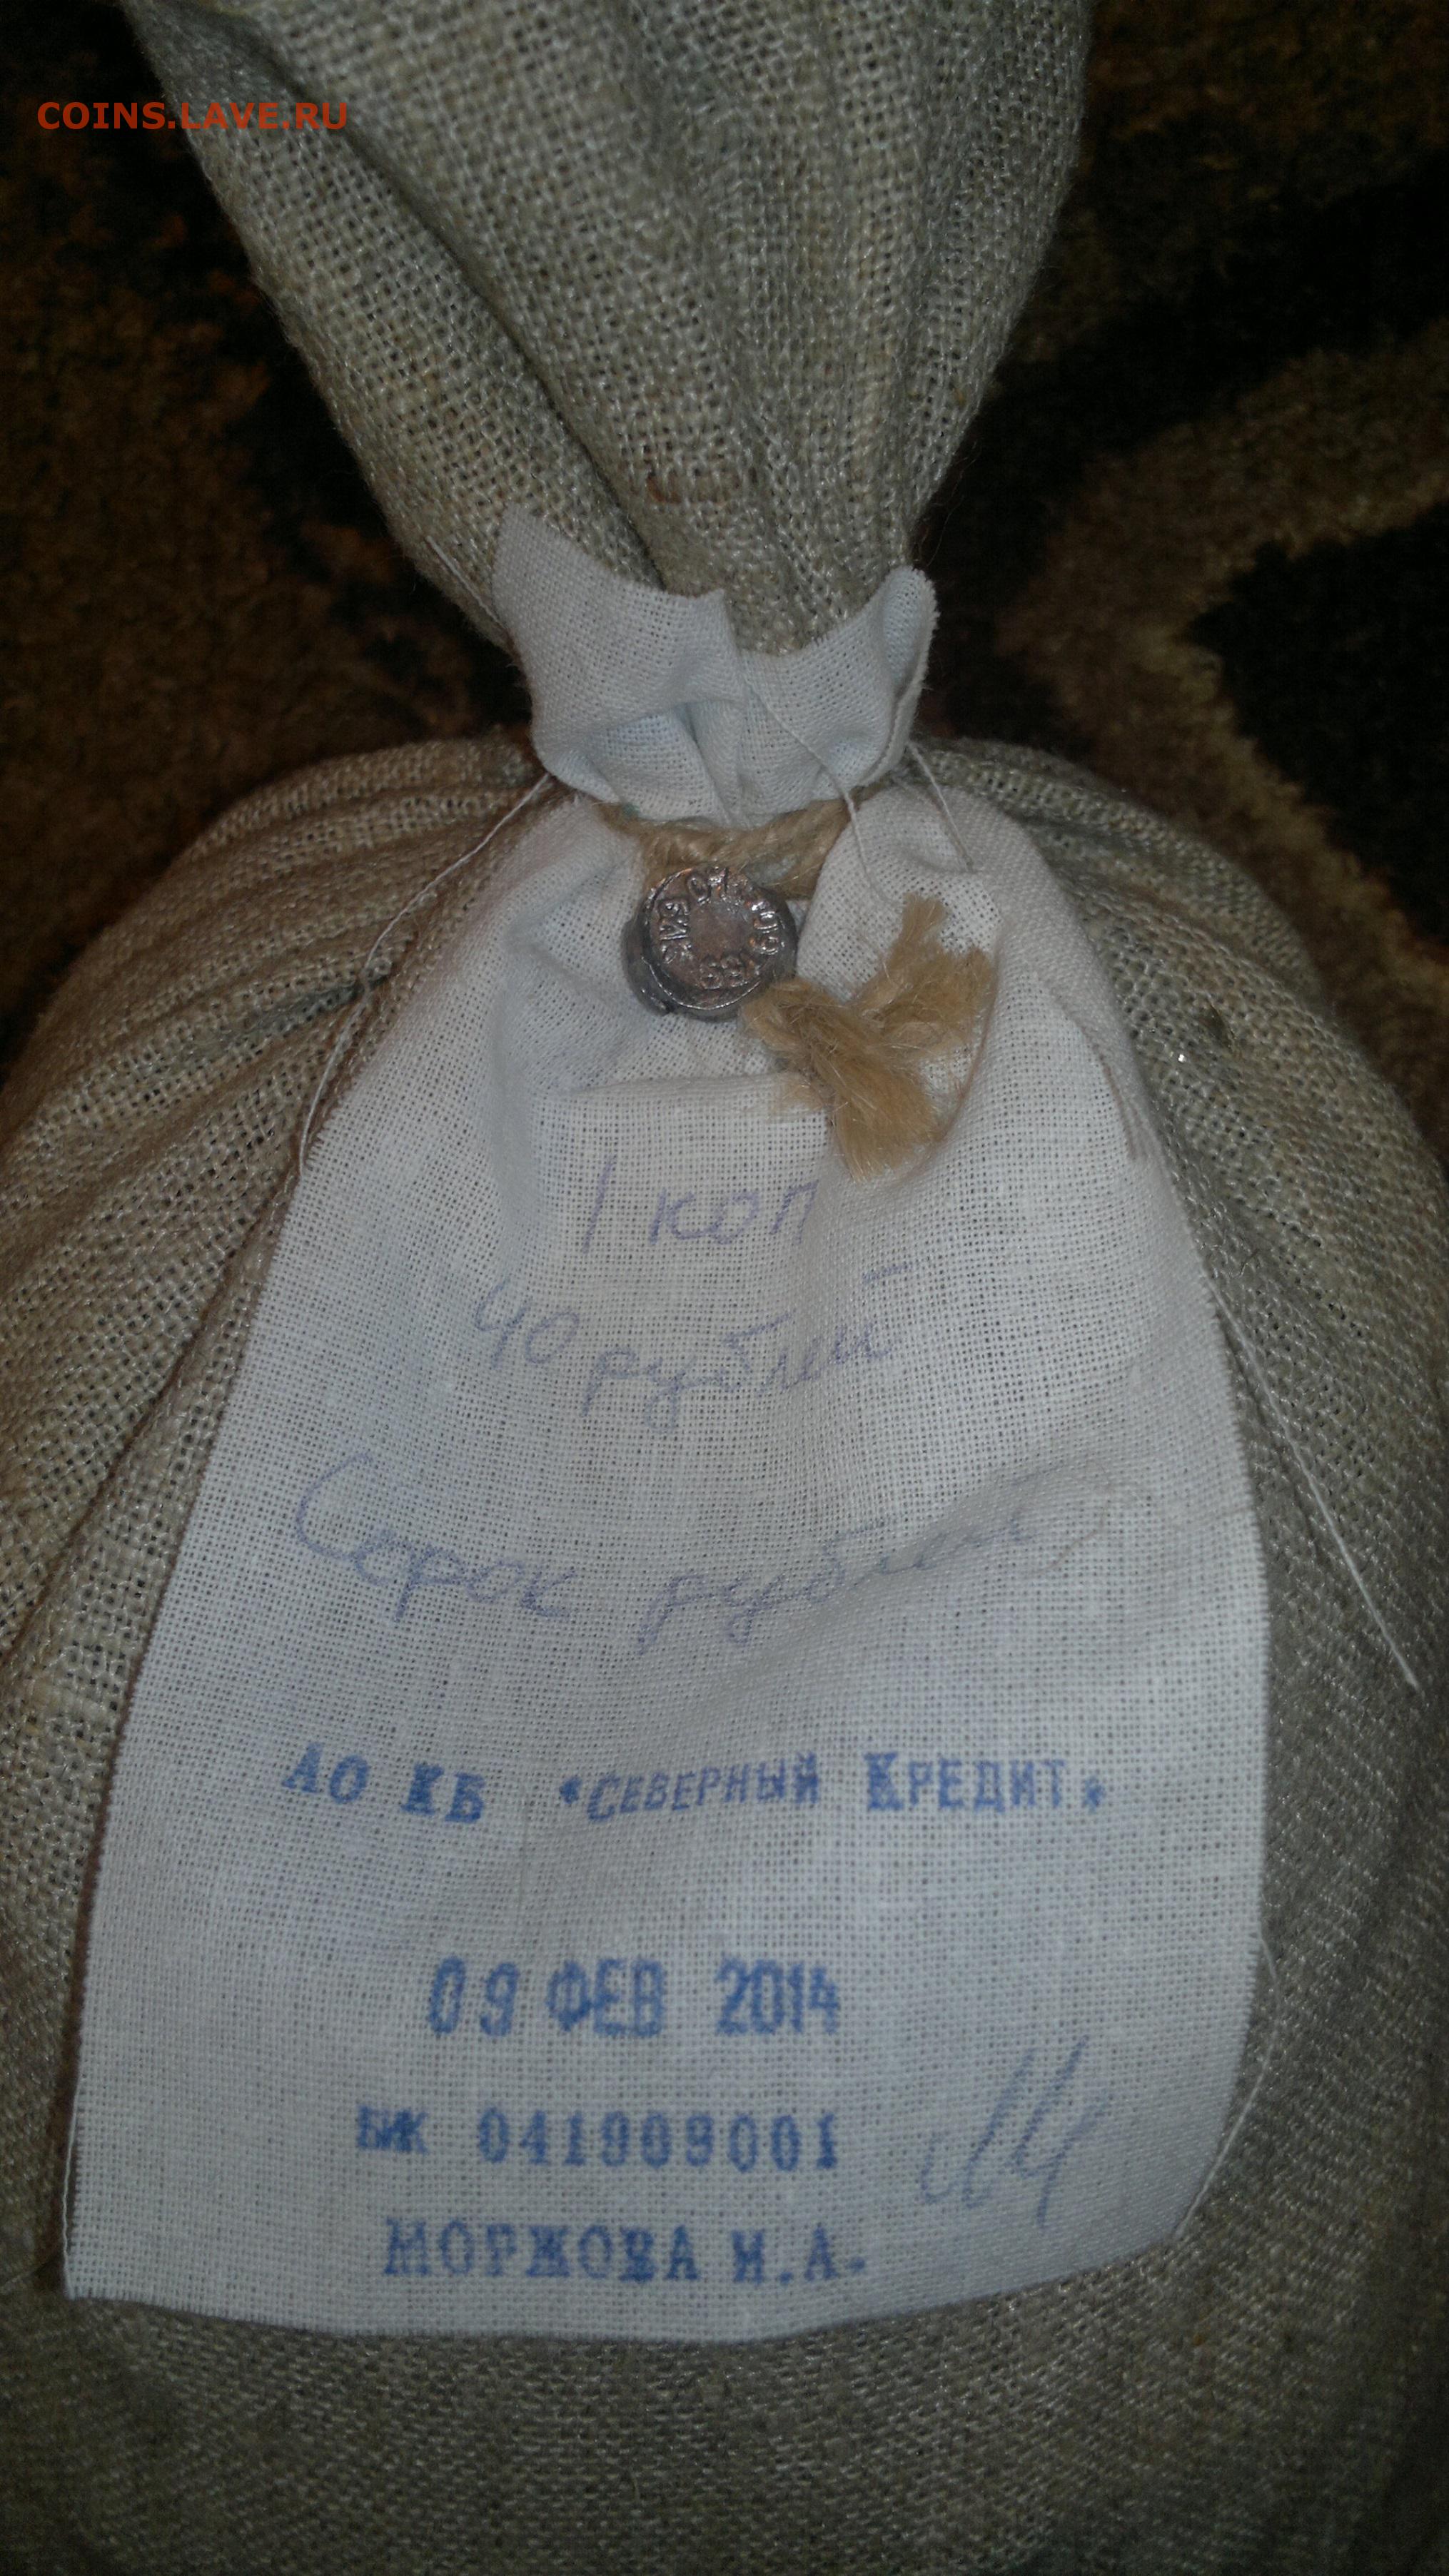 COINS.LAVE.RU
1 коп
40 рублей
Сорок рублей
АО КБ "СЕВЕРНЫЙ КРЕДИТ"
09 ФЕВ 2014
БИК 041909001
МОРЖОВА И.А.